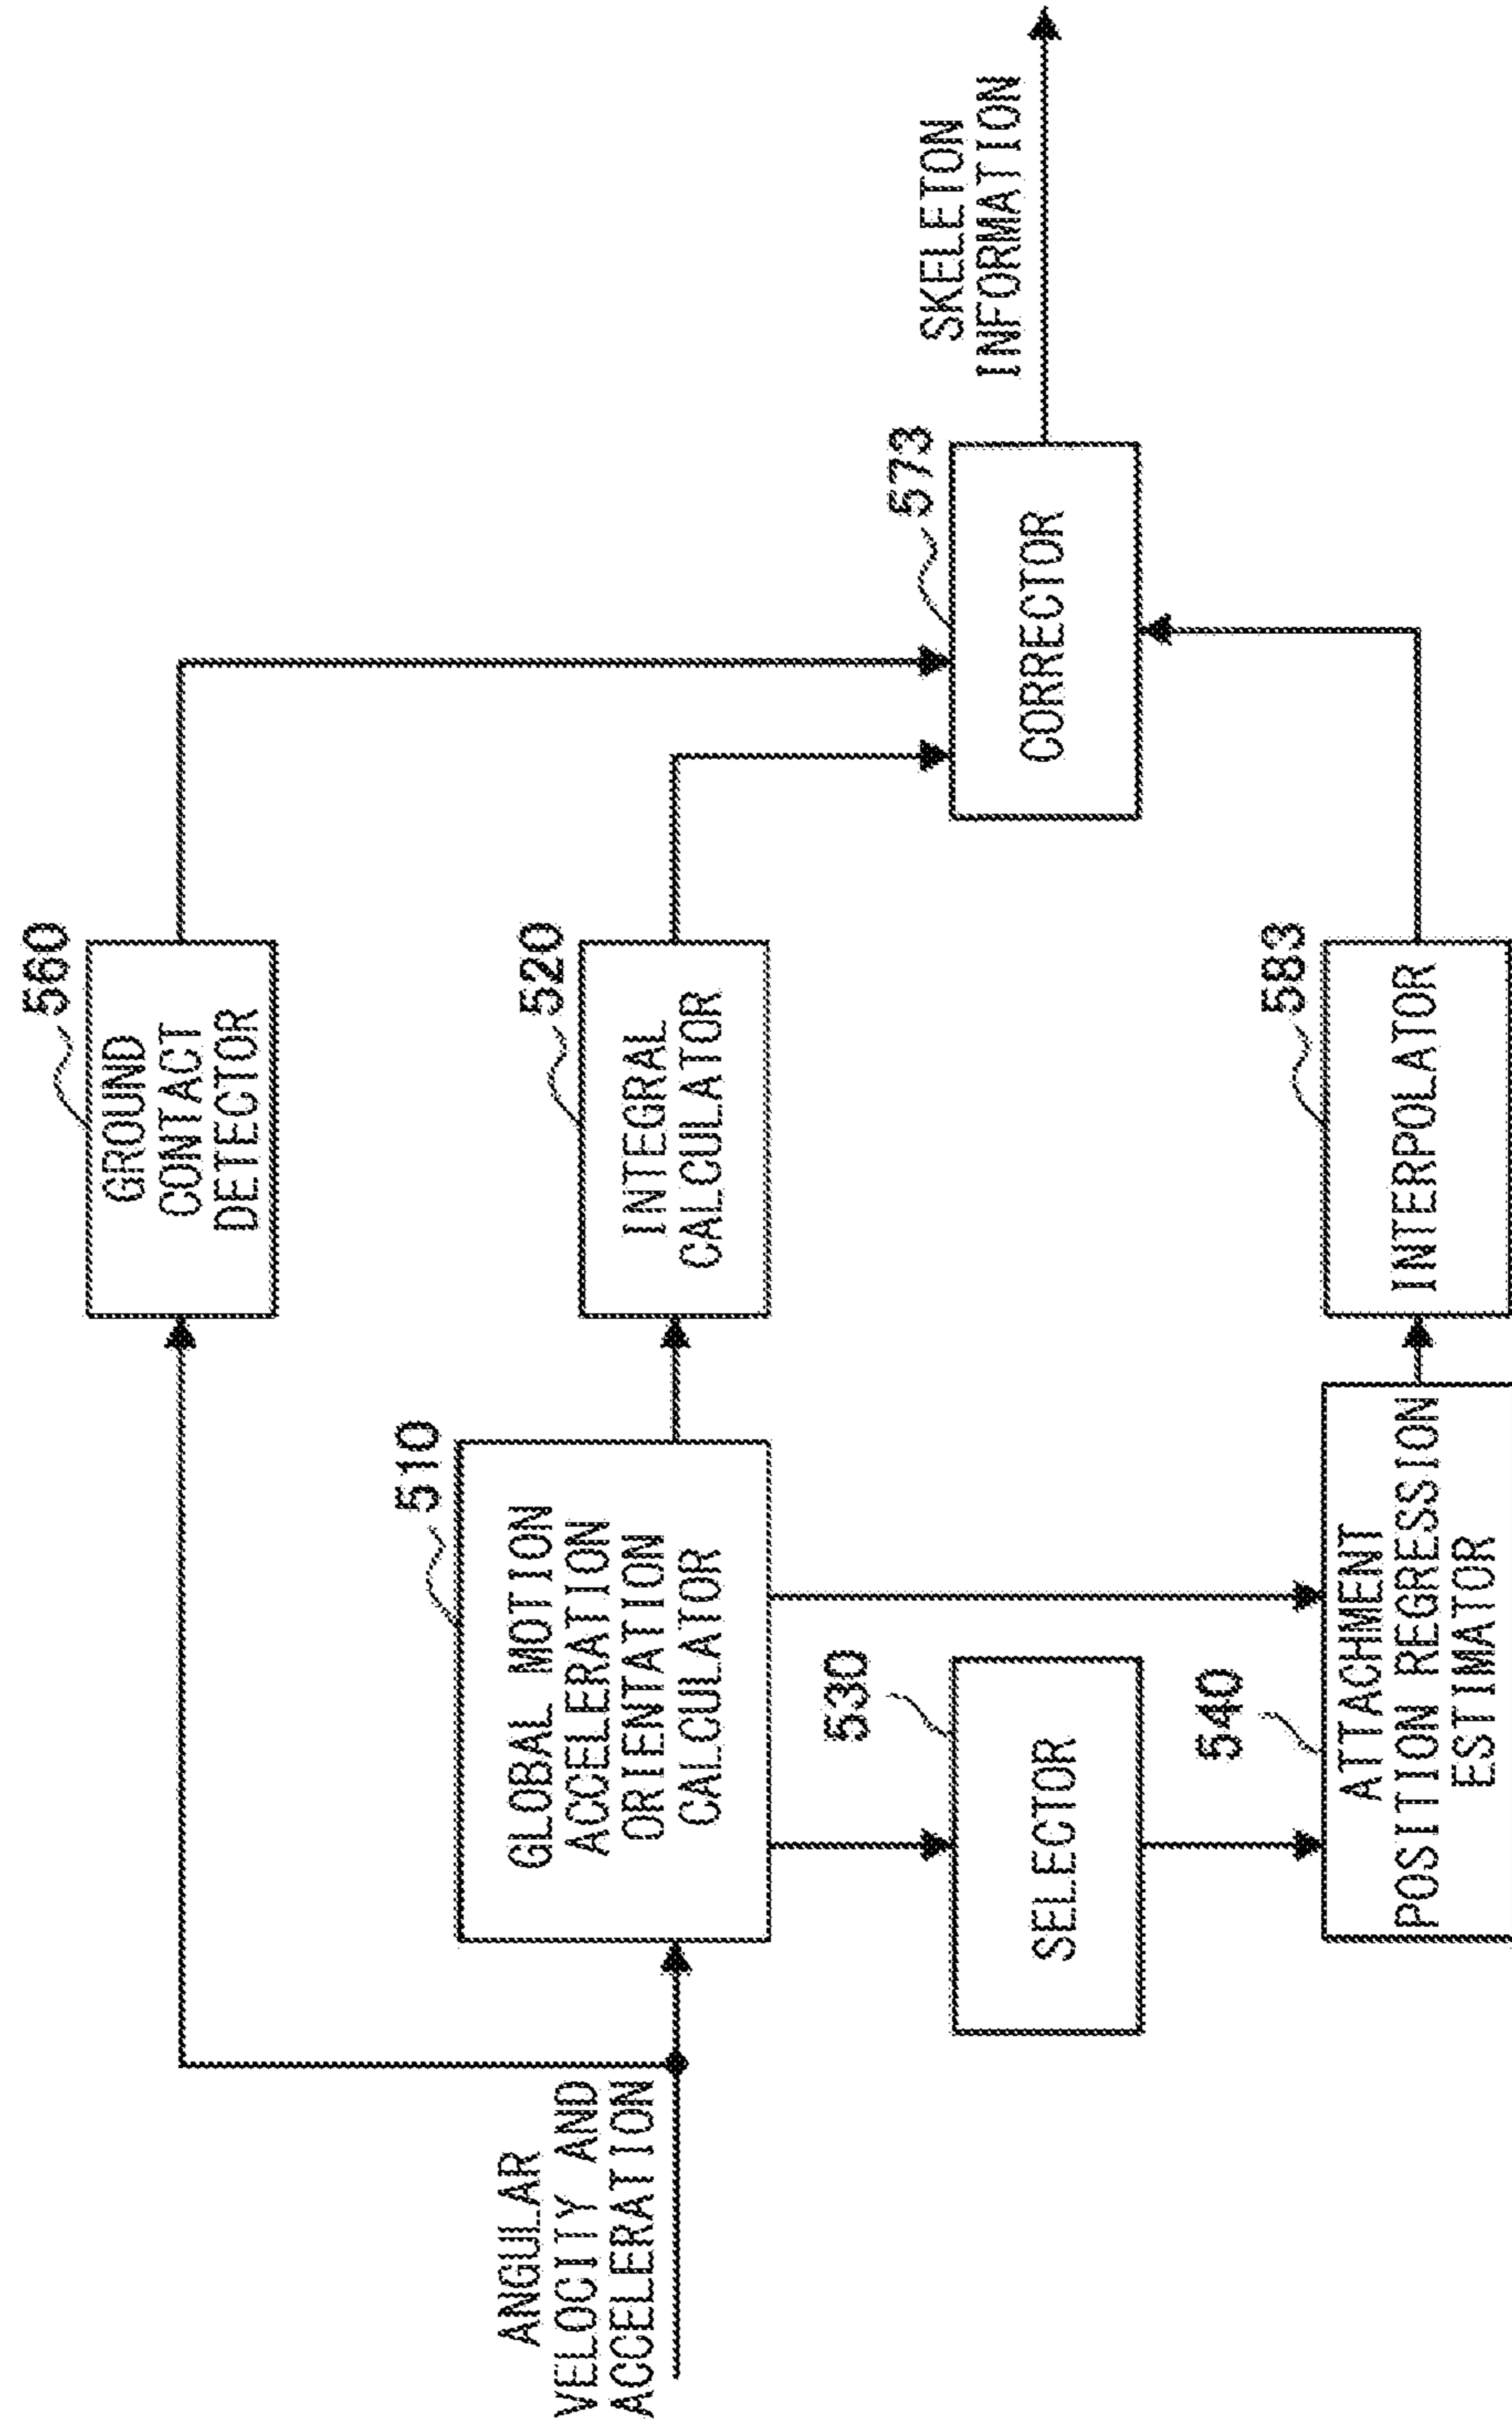 ANGULAR
VELOCITY AND
ACCELERATION
560
GROUND
CONTACT
DETECTOR
510
GLOBAL MOTION
ACCELERATION
ORIENTATION
CALCULATOR
520
INTEGRAL
CALCULATOR
530
SELECTOR
540
ATTACHMENT
POSITION REGRESSION
ESTIMATOR
583
INTERPOLATOR
573
CORRECTOR
SKELETON
INFORMATION